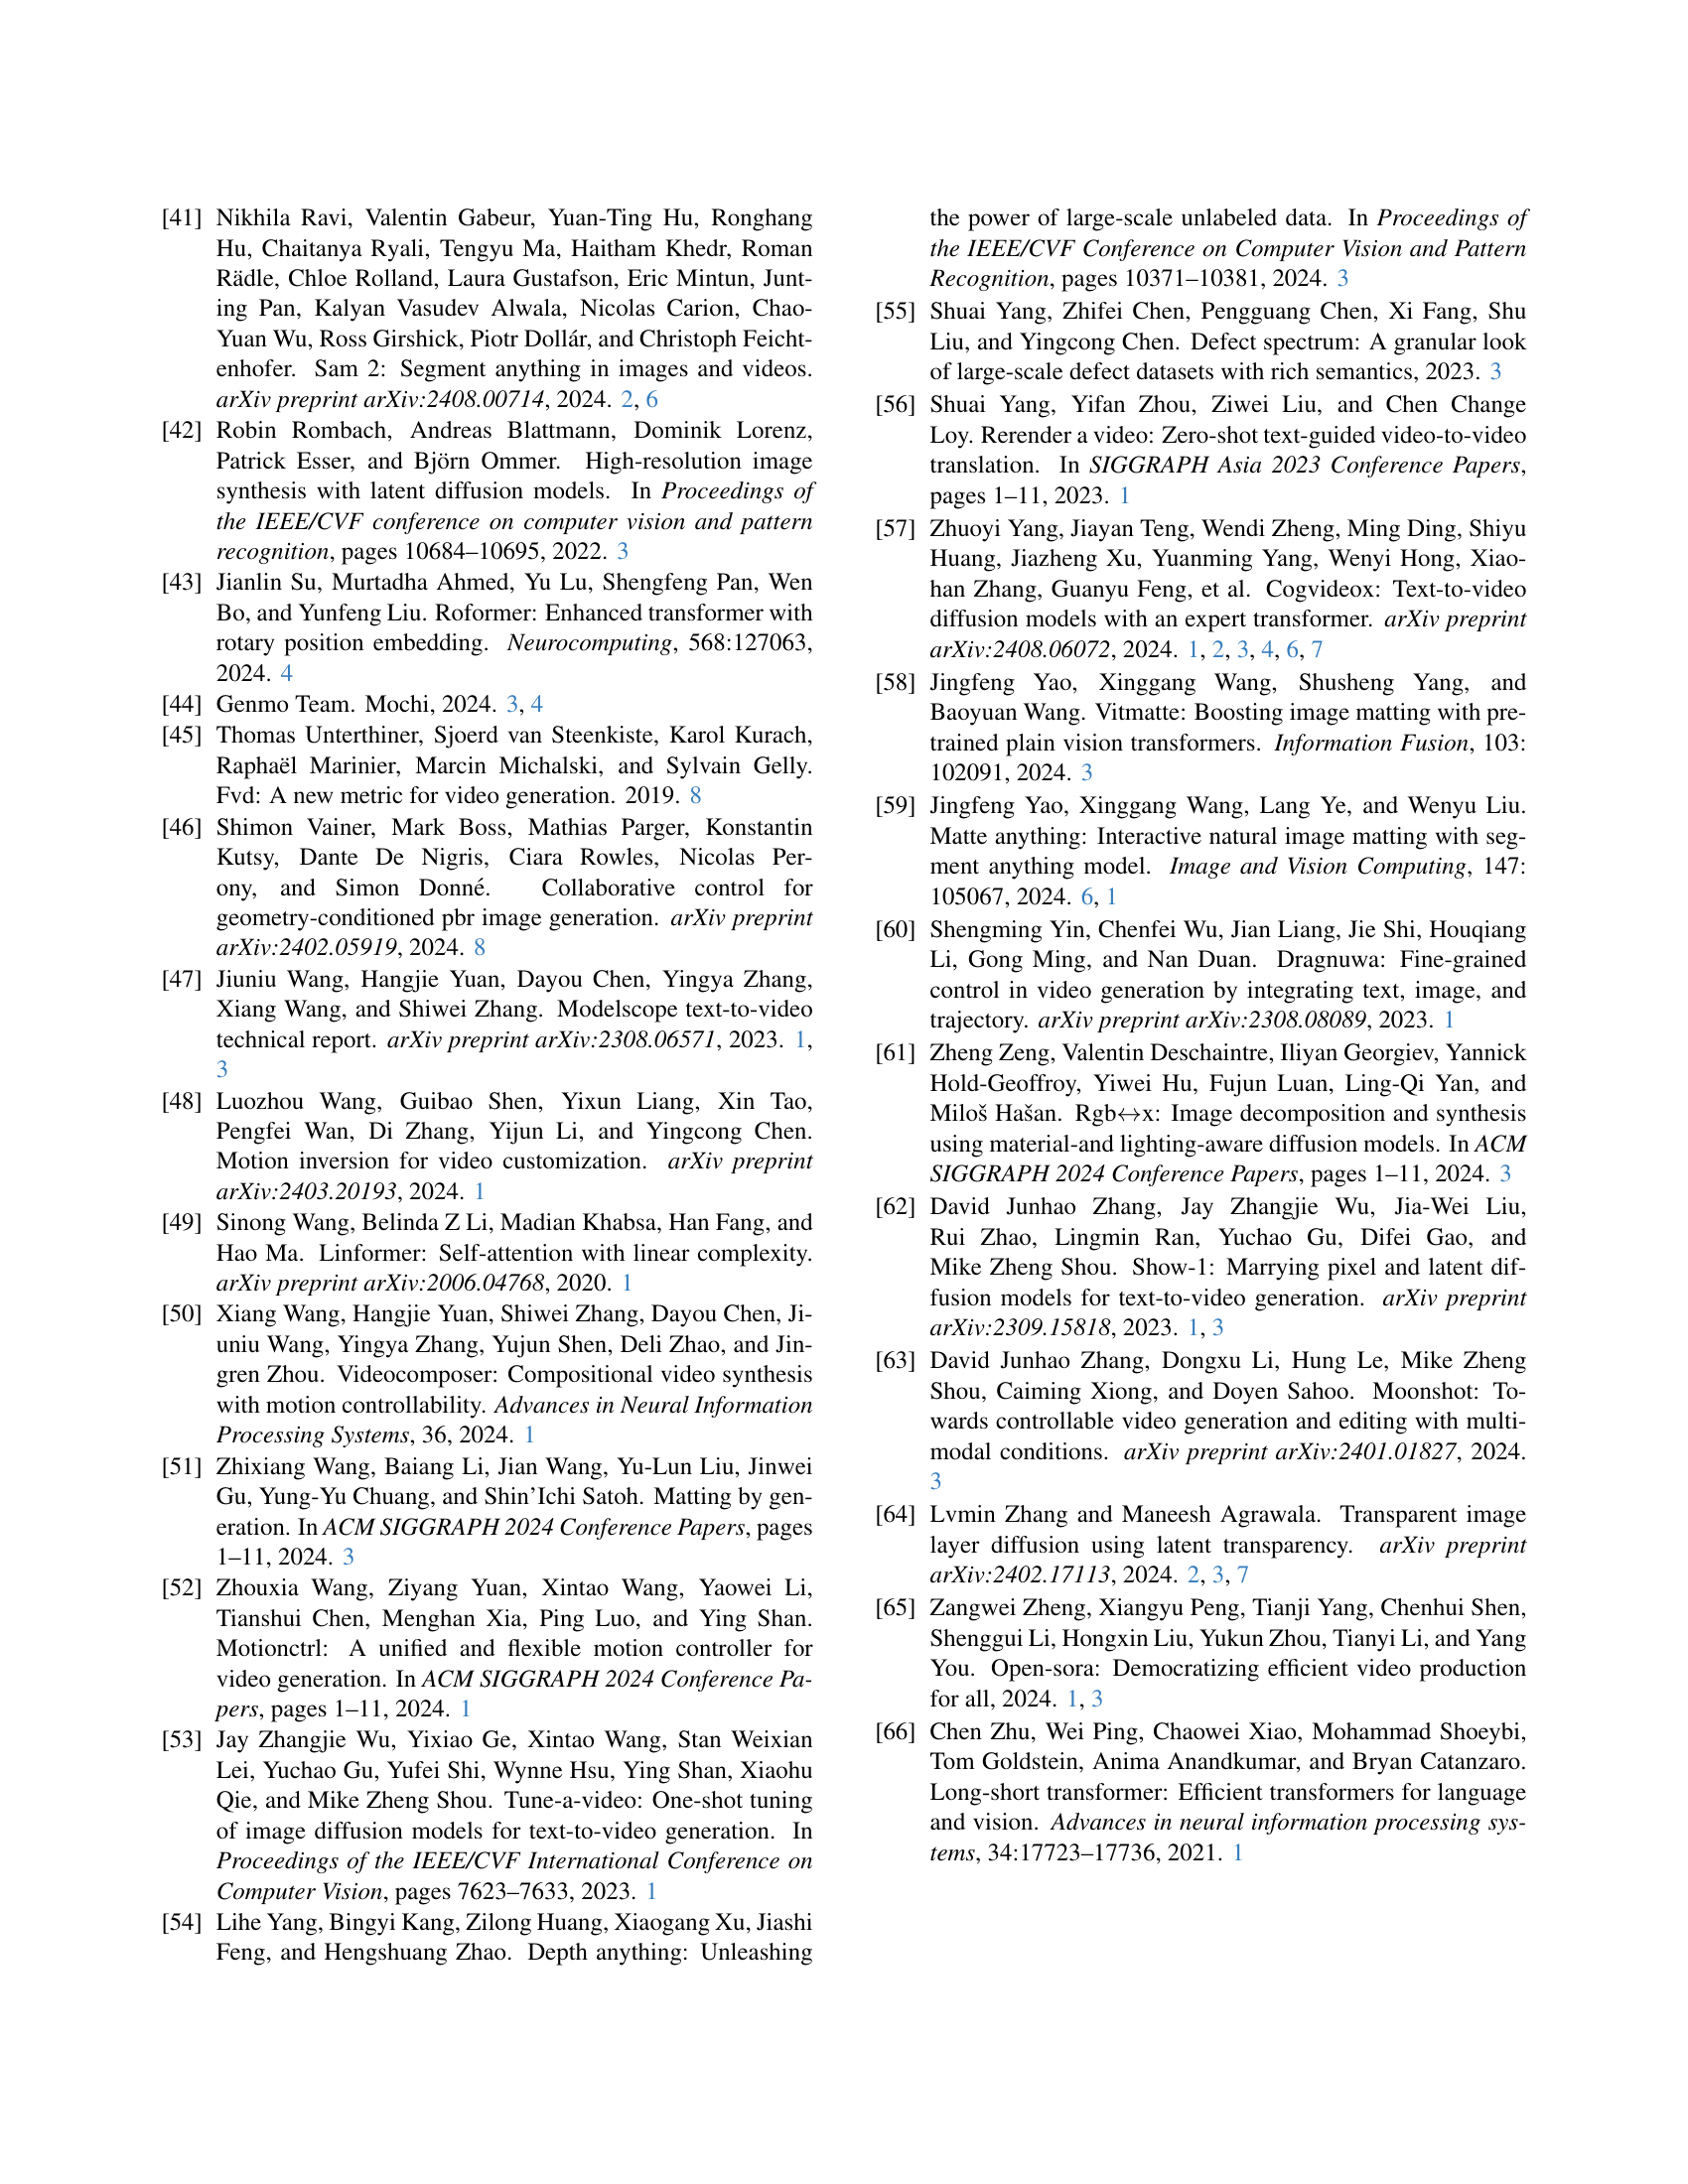 [41] Nikhila Ravi, Valentin Gabeur, Yuan-Ting Hu, Ronghang
Hu, Chaitanya Ryali, Tengyu Ma, Haitham Khedr, Roman
Rädle, Chloe Rolland, Laura Gustafson, Eric Mintun, Junt-
ing Pan, Kalyan Vasudev Alwala, Nicolas Carion, Chao-
Yuan Wu, Ross Girshick, Piotr Dollár, and Christoph Feicht-
enhofer. Sam 2: Segment anything in images and videos.
arXiv preprint arXiv:2408.00714, 2024. 2, 6
[42] Robin Rombach, Andreas Blattmann, Dominik Lorenz,
Patrick Esser, and Björn Ommer. High-resolution image
synthesis with latent diffusion models. In Proceedings of
the IEEE/CVF conference on computer vision and pattern
recognition, pages 10684–10695, 2022. 3
[43] Jianlin Su, Murtadha Ahmed, Yu Lu, Shengfeng Pan, Wen
Bo, and Yunfeng Liu. Roformer: Enhanced transformer with
rotary position embedding. Neurocomputing, 568:127063,
2024. 4
[44] Genmo Team. Mochi, 2024. 3, 4
[45] Thomas Unterthiner, Sjoerd van Steenkiste, Karol Kurach,
Raphaël Marinier, Marcin Michalski, and Sylvain Gelly.
Fvd: A new metric for video generation. 2019. 8
[46] Shimon Vainer, Mark Boss, Mathias Parger, Konstantin
Kutsy, Dante De Nigris, Ciara Rowles, Nicolas Per-
ony, and Simon Donné. Collaborative control for
geometry-conditioned pbr image generation. arXiv preprint
arXiv:2402.05919, 2024. 8
[47] Jiuniu Wang, Hangjie Yuan, Dayou Chen, Yingya Zhang,
Xiang Wang, and Shiwei Zhang. Modelscope text-to-video
technical report. arXiv preprint arXiv:2308.06571, 2023. 1,
3
[48] Luozhou Wang, Guibao Shen, Yixun Liang, Xin Tao,
Pengfei Wan, Di Zhang, Yijun Li, and Yingcong Chen.
Motion inversion for video customization. arXiv preprint
arXiv:2403.20193, 2024. 1
[49] Sinong Wang, Belinda Z Li, Madian Khabsa, Han Fang, and
Hao Ma. Linformer: Self-attention with linear complexity.
arXiv preprint arXiv:2006.04768, 2020. 1
[50] Xiang Wang, Hangjie Yuan, Shiwei Zhang, Dayou Chen, Ji-
uniu Wang, Yingya Zhang, Yujun Shen, Deli Zhao, and Jin-
gren Zhou. Videocomposer: Compositional video synthesis
with motion controllability. Advances in Neural Information
Processing Systems, 36, 2024. 1
[51] Zhixiang Wang, Baiang Li, Jian Wang, Yu-Lun Liu, Jinwei
Gu, Yung-Yu Chuang, and Shin'Ichi Satoh. Matting by gen-
eration. In ACM SIGGRAPH 2024 Conference Papers, pages
1–11, 2024. 3
[52] Zhouxia Wang, Ziyang Yuan, Xintao Wang, Yaowei Li,
Tianshui Chen, Menghan Xia, Ping Luo, and Ying Shan.
Motionctrl: A unified and flexible motion controller for
video generation. In ACM SIGGRAPH 2024 Conference Pa-
pers, pages 1–11, 2024. 1
[53] Jay Zhangjie Wu, Yixiao Ge, Xintao Wang, Stan Weixian
Lei, Yuchao Gu, Yufei Shi, Wynne Hsu, Ying Shan, Xiaohu
Qie, and Mike Zheng Shou. Tune-a-video: One-shot tuning
of image diffusion models for text-to-video generation. In
Proceedings of the IEEE/CVF International Conference on
Computer Vision, pages 7623–7633, 2023. 1
[54] Lihe Yang, Bingyi Kang, Zilong Huang, Xiaogang Xu, Jiashi
Feng, and Hengshuang Zhao. Depth anything: Unleashing
the power of large-scale unlabeled data. In Proceedings of
the IEEE/CVF Conference on Computer Vision and Pattern
Recognition, pages 10371–10381, 2024. 3
[55] Shuai Yang, Zhifei Chen, Pengguang Chen, Xi Fang, Shu
Liu, and Yingcong Chen. Defect spectrum: A granular look
of large-scale defect datasets with rich semantics, 2023. 3
[56] Shuai Yang, Yifan Zhou, Ziwei Liu, and Chen Change
Loy. Rerender a video: Zero-shot text-guided video-to-video
translation. In SIGGRAPH Asia 2023 Conference Papers,
pages 1–11, 2023. 1
[57] Zhuoyi Yang, Jiayan Teng, Wendi Zheng, Ming Ding, Shiyu
Huang, Jiazheng Xu, Yuanming Yang, Wenyi Hong, Xiao-
han Zhang, Guanyu Feng, et al. Cogvideox: Text-to-video
diffusion models with an expert transformer. arXiv preprint
arXiv:2408.06072, 2024. 1, 2, 3, 4, 6, 7
[58] Jingfeng Yao, Xinggang Wang, Shusheng Yang, and
Baoyuan Wang. Vitmatte: Boosting image matting with pre-
trained plain vision transformers. Information Fusion, 103:
102091, 2024. 3
[59] Jingfeng Yao, Xinggang Wang, Lang Ye, and Wenyu Liu.
Matte anything: Interactive natural image matting with seg-
ment anything model. Image and Vision Computing, 147:
105067, 2024. 6, 1
[60] Shengming Yin, Chenfei Wu, Jian Liang, Jie Shi, Houqiang
Li, Gong Ming, and Nan Duan. Dragnuwa: Fine-grained
control in video generation by integrating text, image, and
trajectory. arXiv preprint arXiv:2308.08089, 2023. 1
[61] Zheng Zeng, Valentin Deschaintre, Iliyan Georgiev, Yannick
Hold-Geoffroy, Yiwei Hu, Fujun Luan, Ling-Qi Yan, and
Miloš Hašan. Rgb↔x: Image decomposition and synthesis
using material-and lighting-aware diffusion models. In ACM
SIGGRAPH 2024 Conference Papers, pages 1–11, 2024. 3
[62] David Junhao Zhang, Jay Zhangjie Wu, Jia-Wei Liu,
Rui Zhao, Lingmin Ran, Yuchao Gu, Difei Gao, and
Mike Zheng Shou. Show-1: Marrying pixel and latent dif-
fusion models for text-to-video generation. arXiv preprint
arXiv:2309.15818, 2023. 1, 3
[63] David Junhao Zhang, Dongxu Li, Hung Le, Mike Zheng
Shou, Caiming Xiong, and Doyen Sahoo. Moonshot: To-
wards controllable video generation and editing with multi-
modal conditions. arXiv preprint arXiv:2401.01827, 2024.
3
[64] Lvmin Zhang and Maneesh Agrawala. Transparent image
layer diffusion using latent transparency. arXiv preprint
arXiv:2402.17113, 2024. 2, 3, 7
[65] Zangwei Zheng, Xiangyu Peng, Tianji Yang, Chenhui Shen,
Shenggui Li, Hongxin Liu, Yukun Zhou, Tianyi Li, and Yang
You. Open-sora: Democratizing efficient video production
for all, 2024. 1, 3
[66] Chen Zhu, Wei Ping, Chaowei Xiao, Mohammad Shoeybi,
Tom Goldstein, Anima Anandkumar, and Bryan Catanzaro.
Long-short transformer: Efficient transformers for language
and vision. Advances in neural information processing sys-
tems, 34:17723–17736, 2021. 1